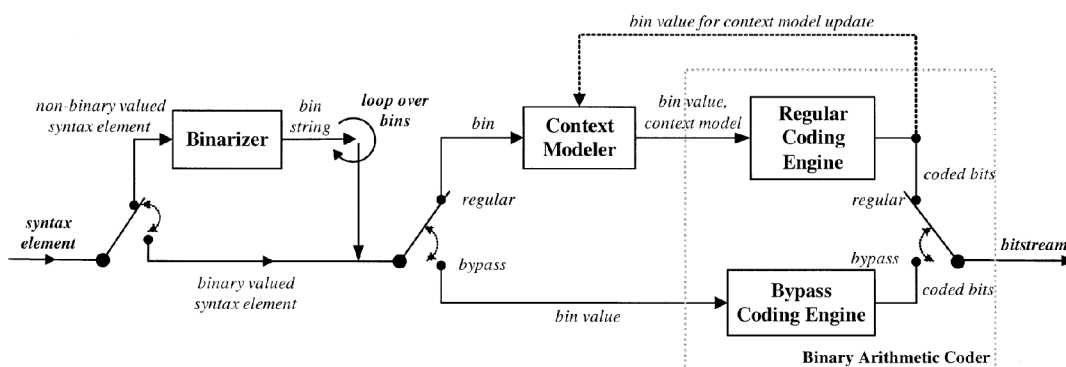 bin value for context model update
non-binary valued
syntax element
bin
string
loop over
bins
Binarizer
bin
Context
Modeler
bin value,
context model
Regular
Coding
Engine
coded bits
regular
regular
syntax
element
bypass
bypass
bitstream
binary valued
syntax element
bin value
Bypass
Coding Engine
coded bits
Binary Arithmetic Coder